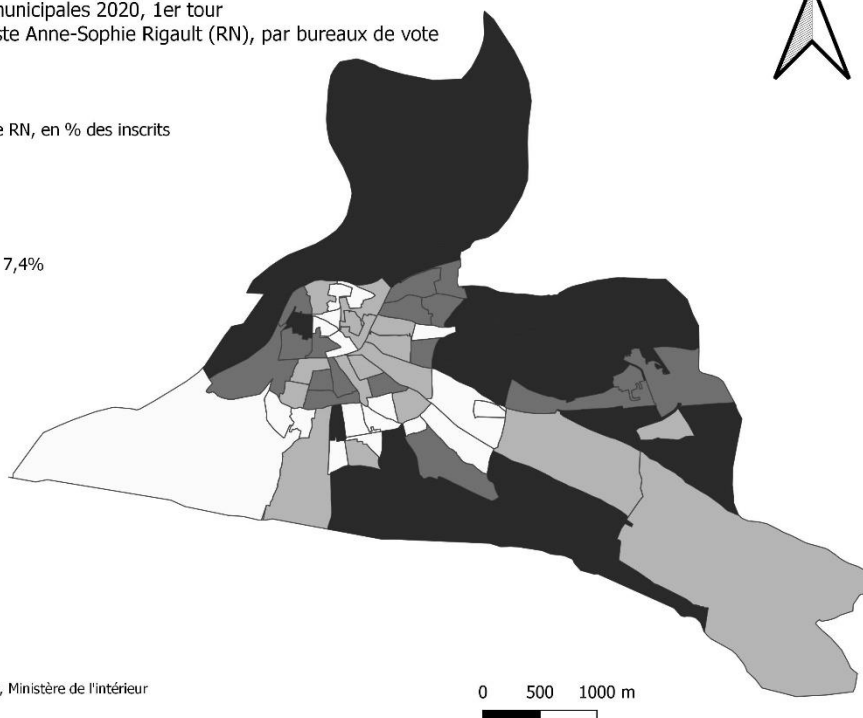 unicipales 2020, 1er tour
ste Anne-Sophie Rigault (RN), par bureaux de vote
e RN, en % des inscrits
7,4%
, Ministère de l'intérieur
0 500 1000 m